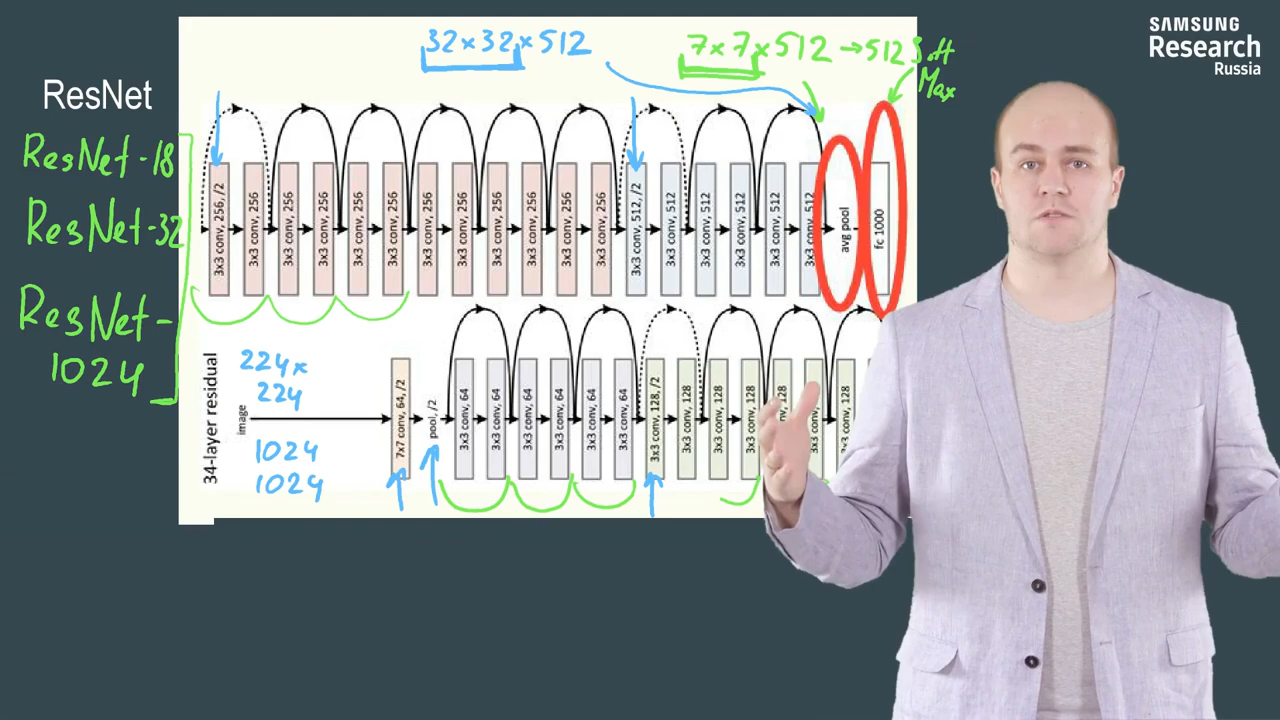 SAMSUNG
Research
Russia
ResNet
ResNet-18
ResNet-32
ResNet-
1024
32×32×512
7×7×512 → 512
Max
3x3 conv, 256, /2
3x3 conv, 256
3x3 conv, 256
3x3 conv, 256
3x3 conv, 256
3x3 conv, 256
3x3 conv, 256
3x3 conv, 256
3x3 conv, 256
3x3 conv, 256
3x3 conv, 256
3x3 conv, 256
3x3 conv, 512, /2
3x3 conv, 512
3x3 conv, 512
3x3 conv, 512
3x3 conv, 512
3x3 conv, 512
avg pool
fc 1000
34-layer residual
image
224×
224
1024
1024
7x7 conv, 64, /2
pool, /2
3x3 conv, 64
3x3 conv, 64
3x3 conv, 64
3x3 conv, 64
3x3 conv, 64
3x3 conv, 64
3x3 conv, 128, /2
3x3 conv, 128
3x3 conv, 128
3x3 conv, 128
conv, 128
conv, 128
conv, 128